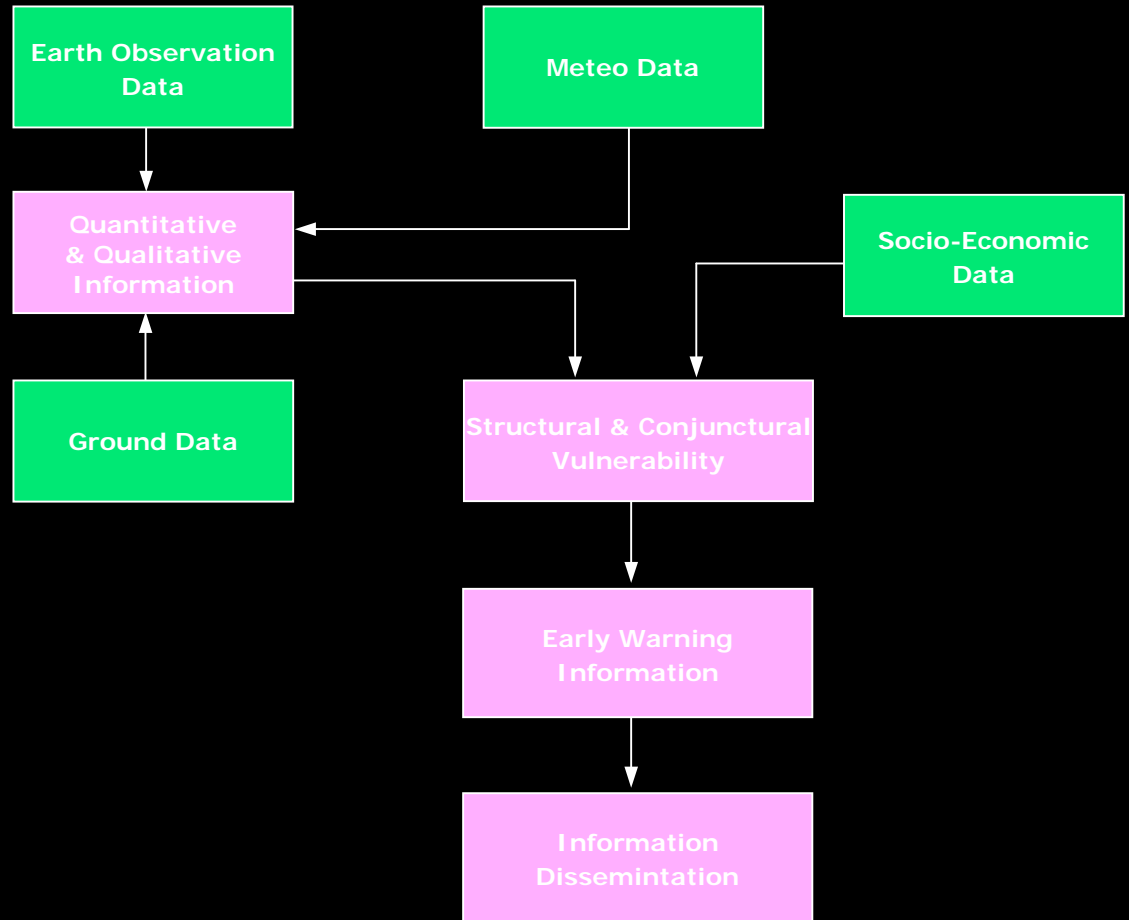 Earth Observation
Data
Meteo Data
Quantitative
& Qualitative
Information
Socio-Economic
Data
Ground Data
Structural & Conjunctural
Vulnerability
Early Warning
Information
Information
Dissemintation